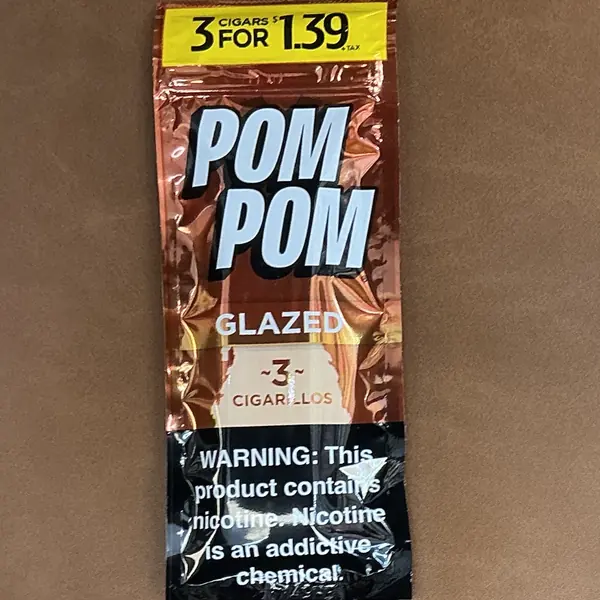 3 CIGARS $
FOR 1.39
+TAX
POM
POM
GLAZED
~3~
CIGARILLOS
WARNING: This
product contains
nicotine. Nicotine
is an addictive
chemical.